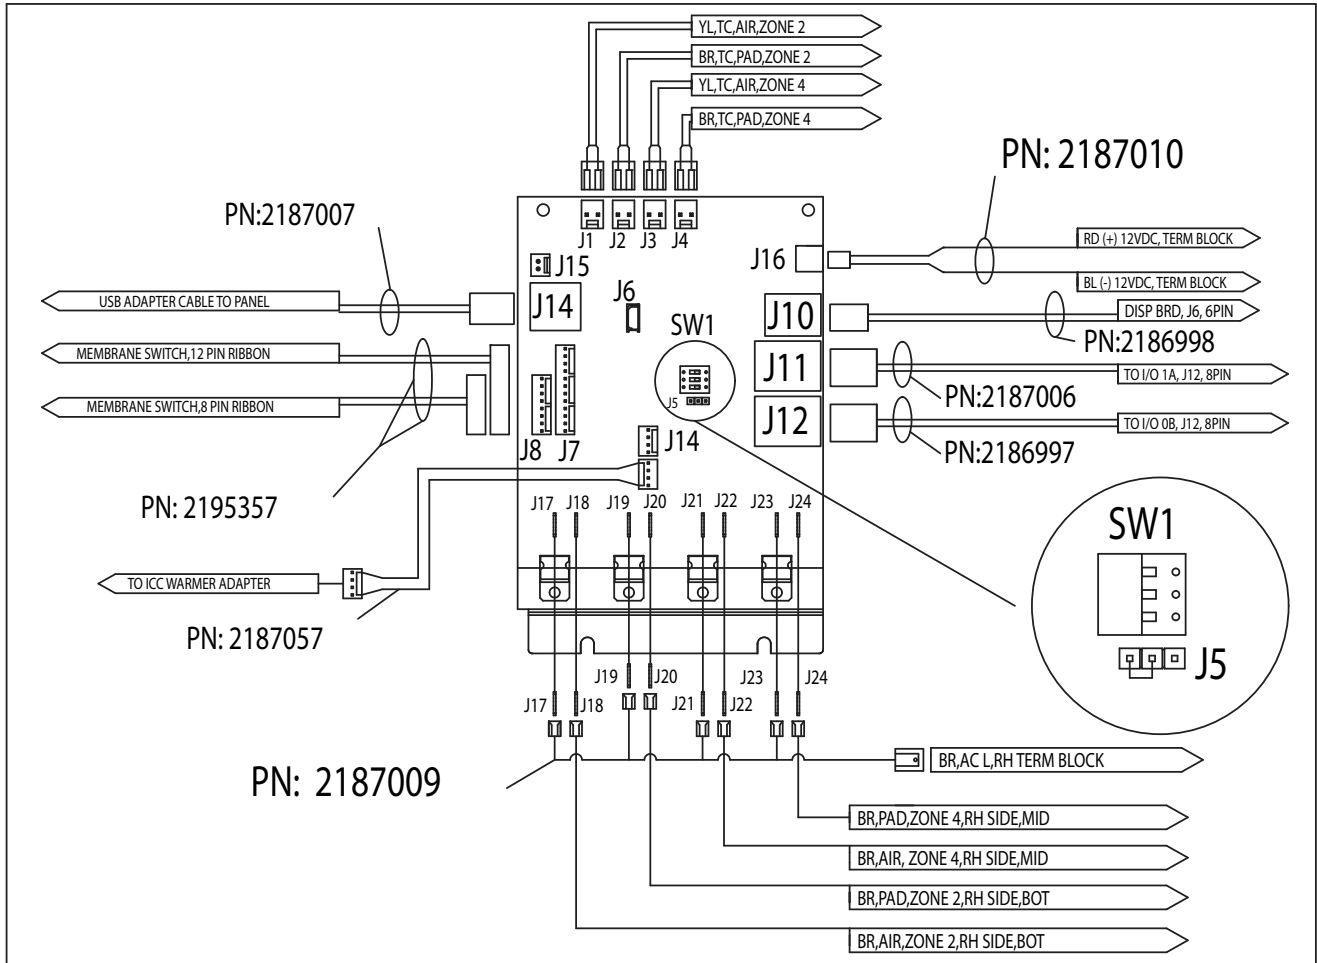 YL,TC,AIR,ZONE 2
BR,TC,PAD,ZONE 2
YL,TC,AIR,ZONE 4
BR,TC,PAD,ZONE 4
PN: 2187010
PN:2187007
J1 J2 J3 J4
RD (+) 12VDC, TERM BLOCK
J16
J15
BL (-) 12VDC, TERM BLOCK
USB ADAPTER CABLE TO PANEL
J14
J6
J10
DISP BRD, J6, 6PIN
SW1
PN:2186998
MEMBRANE SWITCH,12 PIN RIBBON
J11
TO I/O 1A, J12, 8PIN
PN:2187006
J5
MEMBRANE SWITCH,8 PIN RIBBON
J12
TO I/O 0B, J12, 8PIN
J8 J7
J14
PN:2186997
PN: 2195357
J17 J18 J19 J20 J21 J22 J23 J24
SW1
TO ICC WARMER ADAPTER
PN: 2187057
J5
J19 J20 J23 J24
J17 J18 J21 J22
BR,AC L,RH TERM BLOCK
PN: 2187009
BR,PAD,ZONE 4,RH SIDE,MID
BR,AIR, ZONE 4,RH SIDE,MID
BR,PAD,ZONE 2,RH SIDE,BOT
BR,AIR,ZONE 2,RH SIDE,BOT